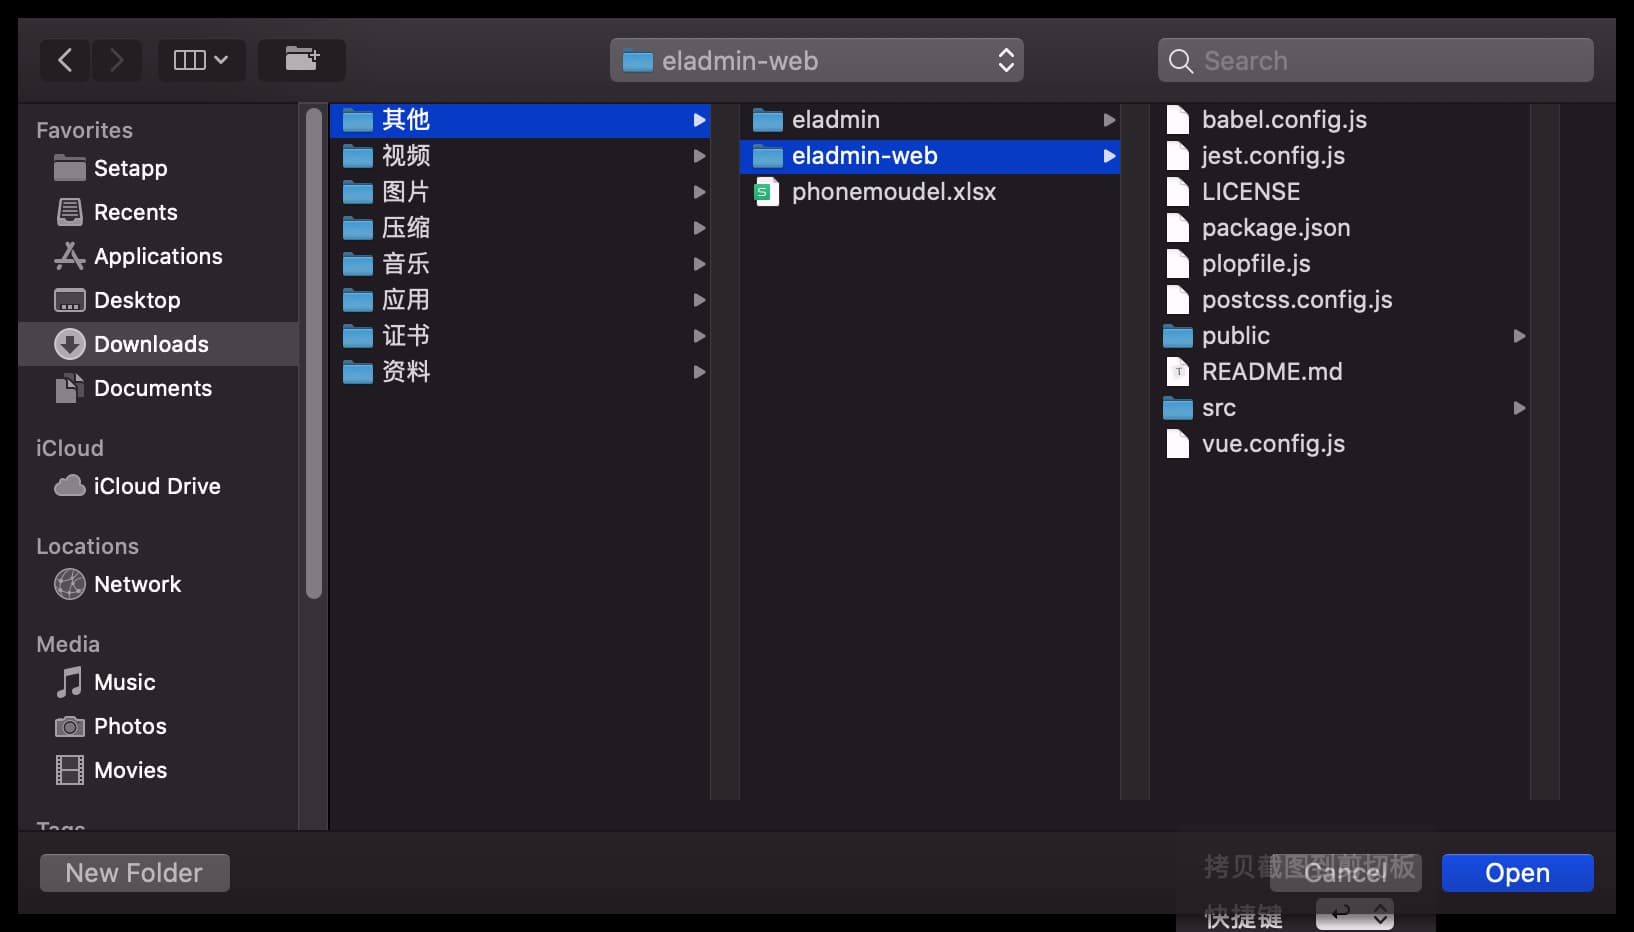 eladmin-web
Search
Favorites
Setapp
Recents
Applications
Desktop
Downloads
Documents
iCloud
iCloud Drive
Locations
Network
Media
Music
Photos
Movies
Tags
其他
视频
图片
压缩
音乐
应用
证书
资料
eladmin
eladmin-web
phonemoudel.xlsx
babel.config.js
jest.config.js
LICENSE
package.json
plopfile.js
postcss.config.js
public
README.md
src
vue.config.js
New Folder
拷贝截图到剪切板
Cancel
Open
快捷键